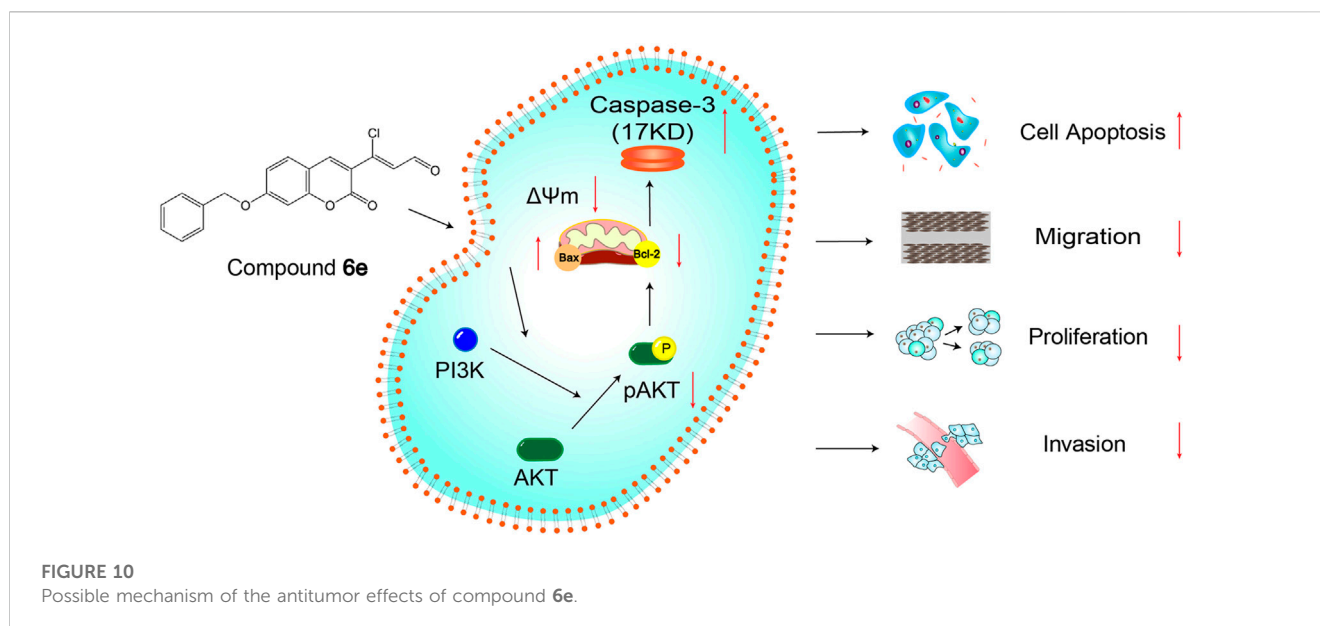 Cl
O
O
O
O
Compound 6e
Caspase-3
(17KD)
ΔΨm
Bax
Bcl-2
PI3K
P
pAKT
AKT
Cell Apoptosis
Migration
Proliferation
Invasion
FIGURE 10
Possible mechanism of the antitumor effects of compound 6e.